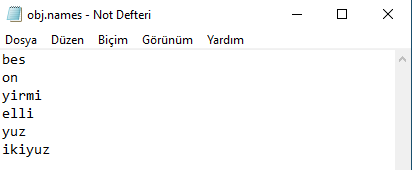 obj.names - Not Defteri
Dosya Düzen Biçim Görünüm Yardım
bes
on
yirmi
elli
yuz
ikiyuz